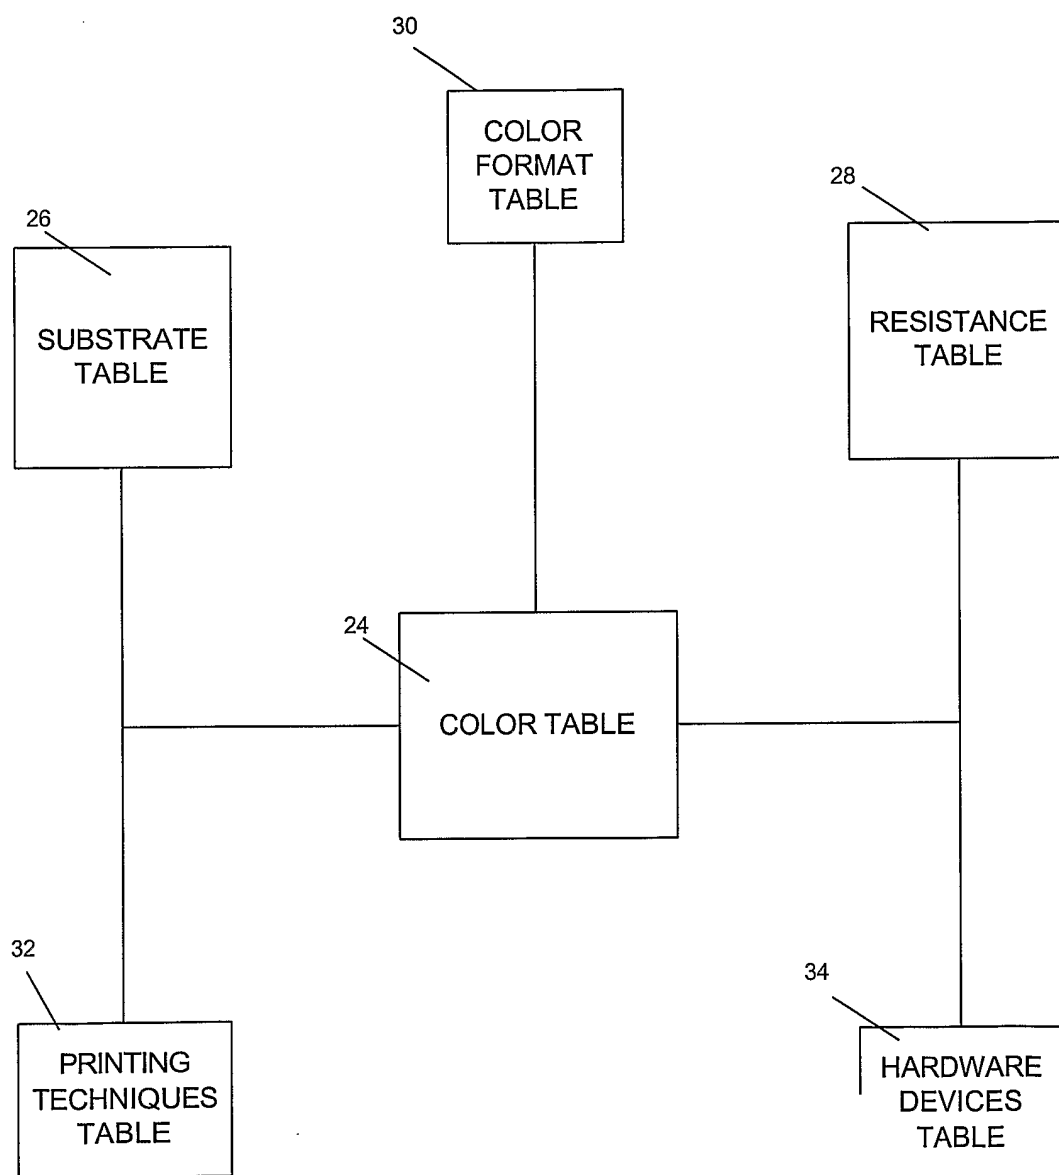 30
COLOR
FORMAT
TABLE
28
26
RESISTANCE
TABLE
SUBSTRATE
TABLE
24
COLOR TABLE
32
34
PRINTING
TECHNIQUES
TABLE
HARDWARE
DEVICES
TABLE